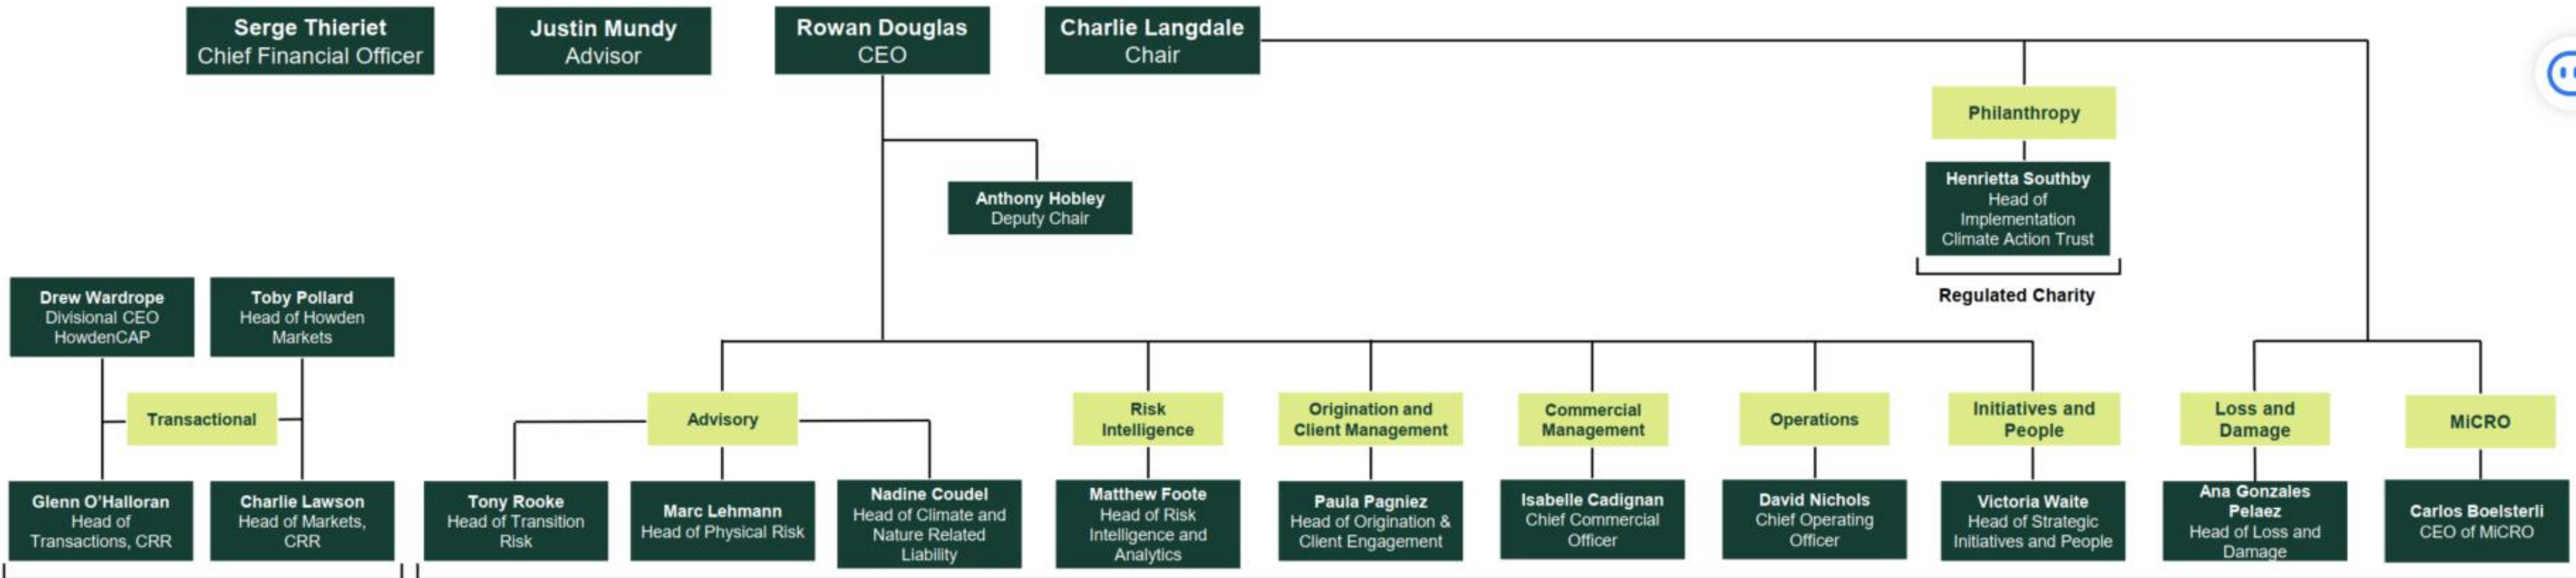 Serge Thieriet
Chief Financial Officer
Justin Mundy
Advisor
Rowan Douglas
CEO
Charlie Langdale
Chair
Philanthropy
Henrietta Southby
Head of
Implementation
Climate Action Trust
Regulated Charity
Anthony Hobley
Deputy Chair
Drew Wardrope
Divisional CEO
HowdenCAP
Toby Pollard
Head of Howden
Markets
Transactional
Advisory
Risk
Intelligence
Origination and
Client Management
Commercial
Management
Operations
Initiatives and
People
Loss and
Damage
MiCRO
Glenn O'Halloran
Head of
Transactions, CRR
Charlie Lawson
Head of Markets,
CRR
Tony Rooke
Head of Transition
Risk
Marc Lehmann
Head of Physical Risk
Nadine Coudel
Head of Climate and
Nature Related
Liability
Matthew Foote
Head of Risk
Intelligence and
Analytics
Paula Pagniez
Head of Origination &
Client Engagement
Isabelle Cadignan
Chief Commercial
Officer
David Nichols
Chief Operating
Officer
Victoria Waite
Head of Strategic
Initiatives and People
Ana Gonzales
Pelaez
Head of Loss and
Damage
Carlos Boelsterli
CEO of MiCRO